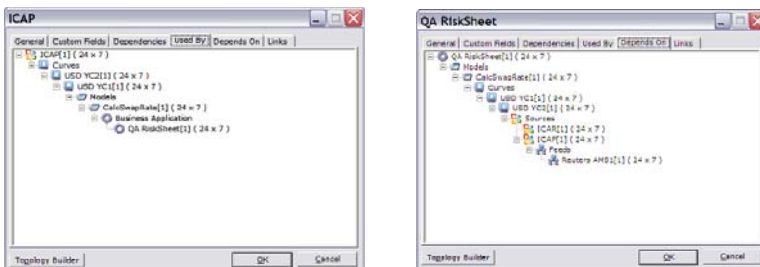 ICAP
General Custom Fields Dependencies Used By Depends On Links
ICAP[1] ( 24 x 7 )
Curves
USD YC2[1] ( 24 x 7 )
USD YC1[1] ( 24 x 7 )
Models
CalcSwapRate[1] ( 24 x 7 )
Business Application
QA RiskSheet[1] ( 24 x 7 )
Topology Builder OK Cancel
QA RiskSheet
General Custom Fields Dependencies Used By Depends On Links
QA RiskSheet[1] ( 24 x 7 )
Models
CalcSwapRate[1] ( 24 x 7 )
Curves
USD YC1[1] ( 24 x 7 )
USD YC2[1] ( 24 x 7 )
Sources
ICAR[1] ( 24 x 7 )
ICAP[1] ( 24 x 7 )
Feeds
Reuters AMS1[1] ( 24 x 7 )
Topology Builder OK Cancel